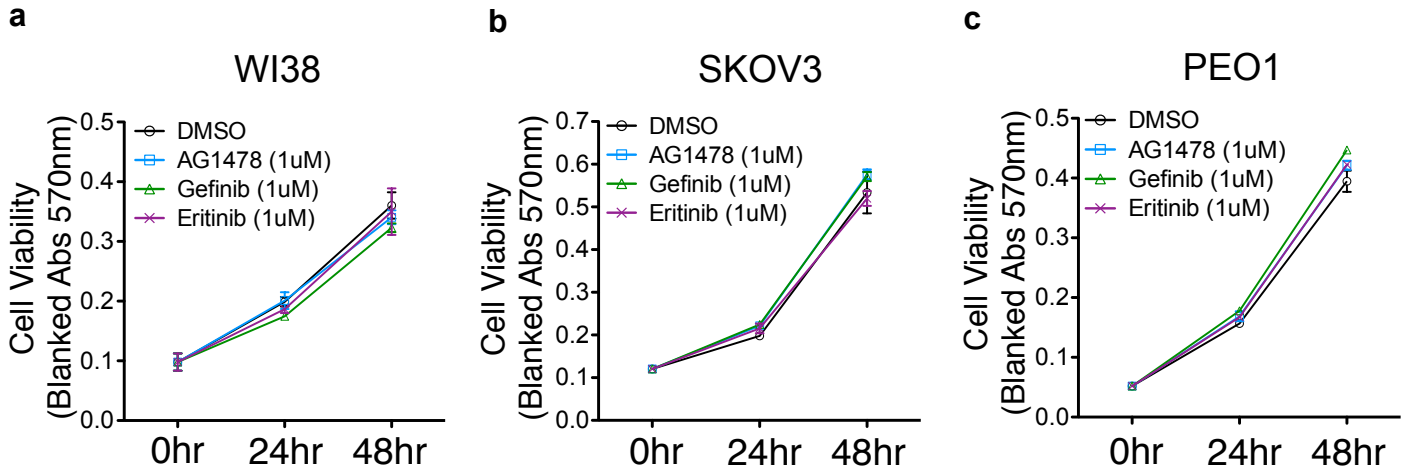 a
WI38
Cell Viability
(Blanked Abs 570nm)
0.5
0.4
0.3
0.2
0.1
0.0
DMSO
AG1478 (1uM)
Gefinib (1uM)
Eritinib (1uM)
0hr 24hr 48hr
b
SKOV3
Cell Viability
(Blanked Abs 570nm)
0.7
0.6
0.5
0.4
0.3
0.2
0.1
0.0
DMSO
AG1478 (1uM)
Gefinib (1uM)
Eritinib (1uM)
0hr 24hr 48hr
c
PEO1
Cell Viability
(Blanked Abs 570nm)
0.5
0.4
0.3
0.2
0.1
0.0
DMSO
AG1478 (1uM)
Gefinib (1uM)
Eritinib (1uM)
0hr 24hr 48hr